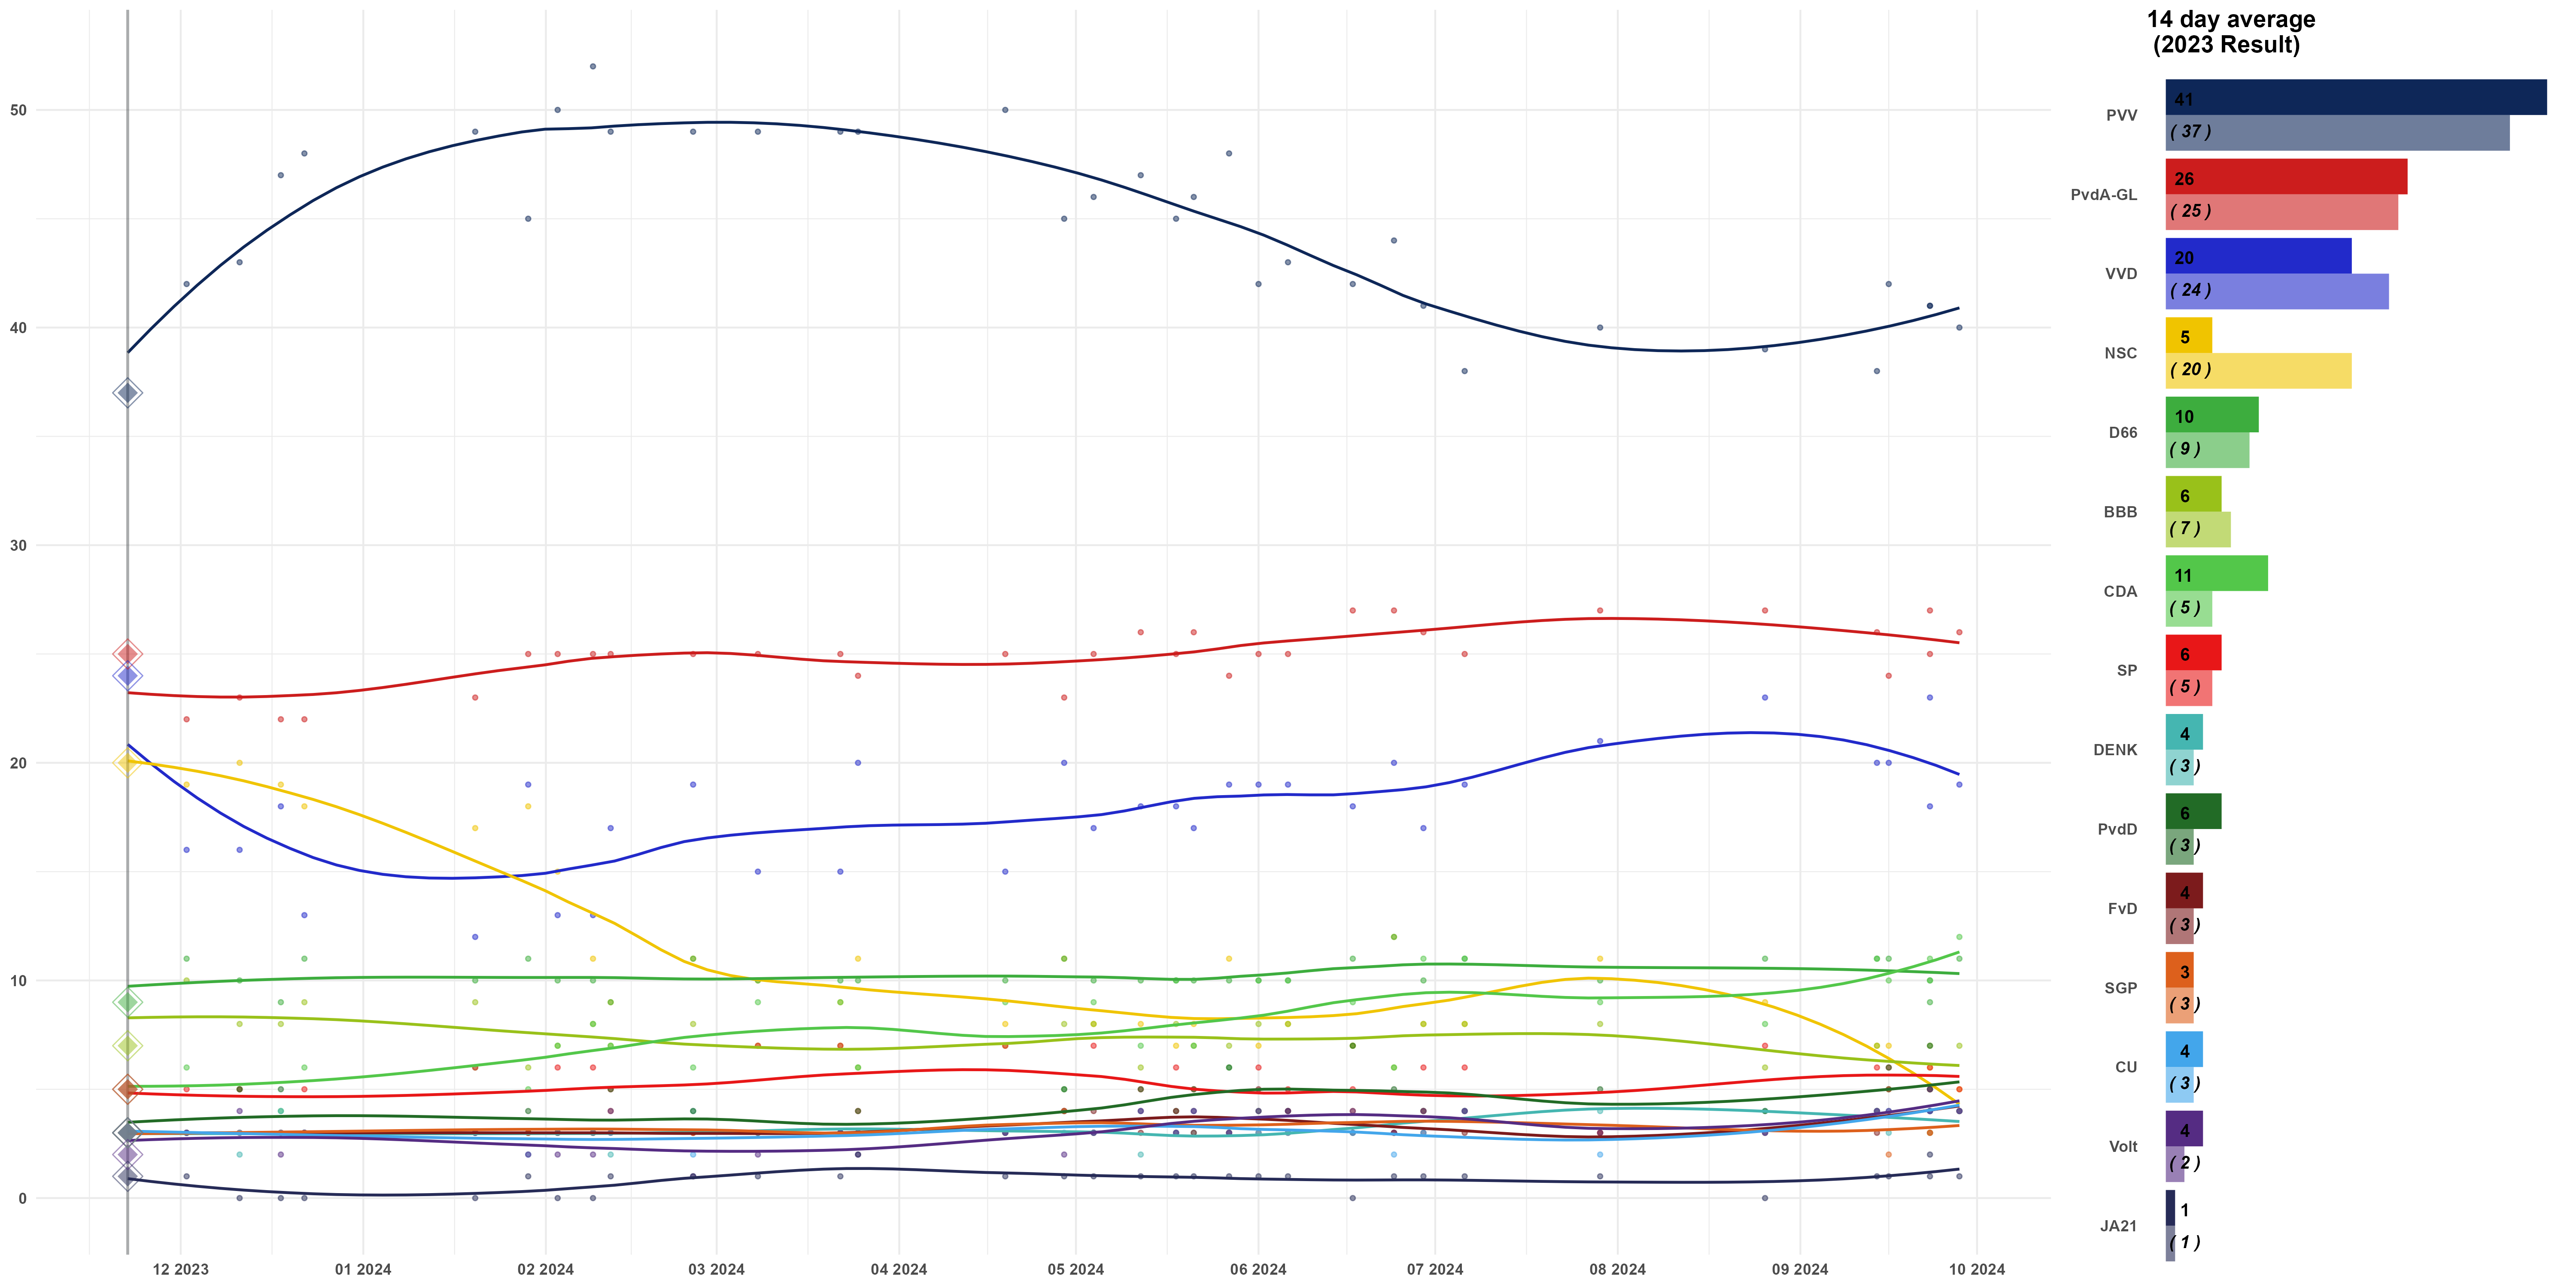 14 day average
(2023 Result)
50
40
30
20
10
0
12 2023
01 2024
02 2024
03 2024
04 2024
05 2024
06 2024
07 2024
08 2024
09 2024
10 2024
PVV
41
( 37 )
PvdA-GL
26
( 25 )
VVD
20
( 24 )
NSC
5
( 20 )
D66
10
( 9 )
BBB
6
( 7 )
CDA
11
( 5 )
SP
6
( 5 )
DENK
4
( 3 )
PvdD
6
( 3 )
FvD
4
( 3 )
SGP
3
( 3 )
CU
4
( 3 )
Volt
4
( 2 )
JA21
1
( 1 )